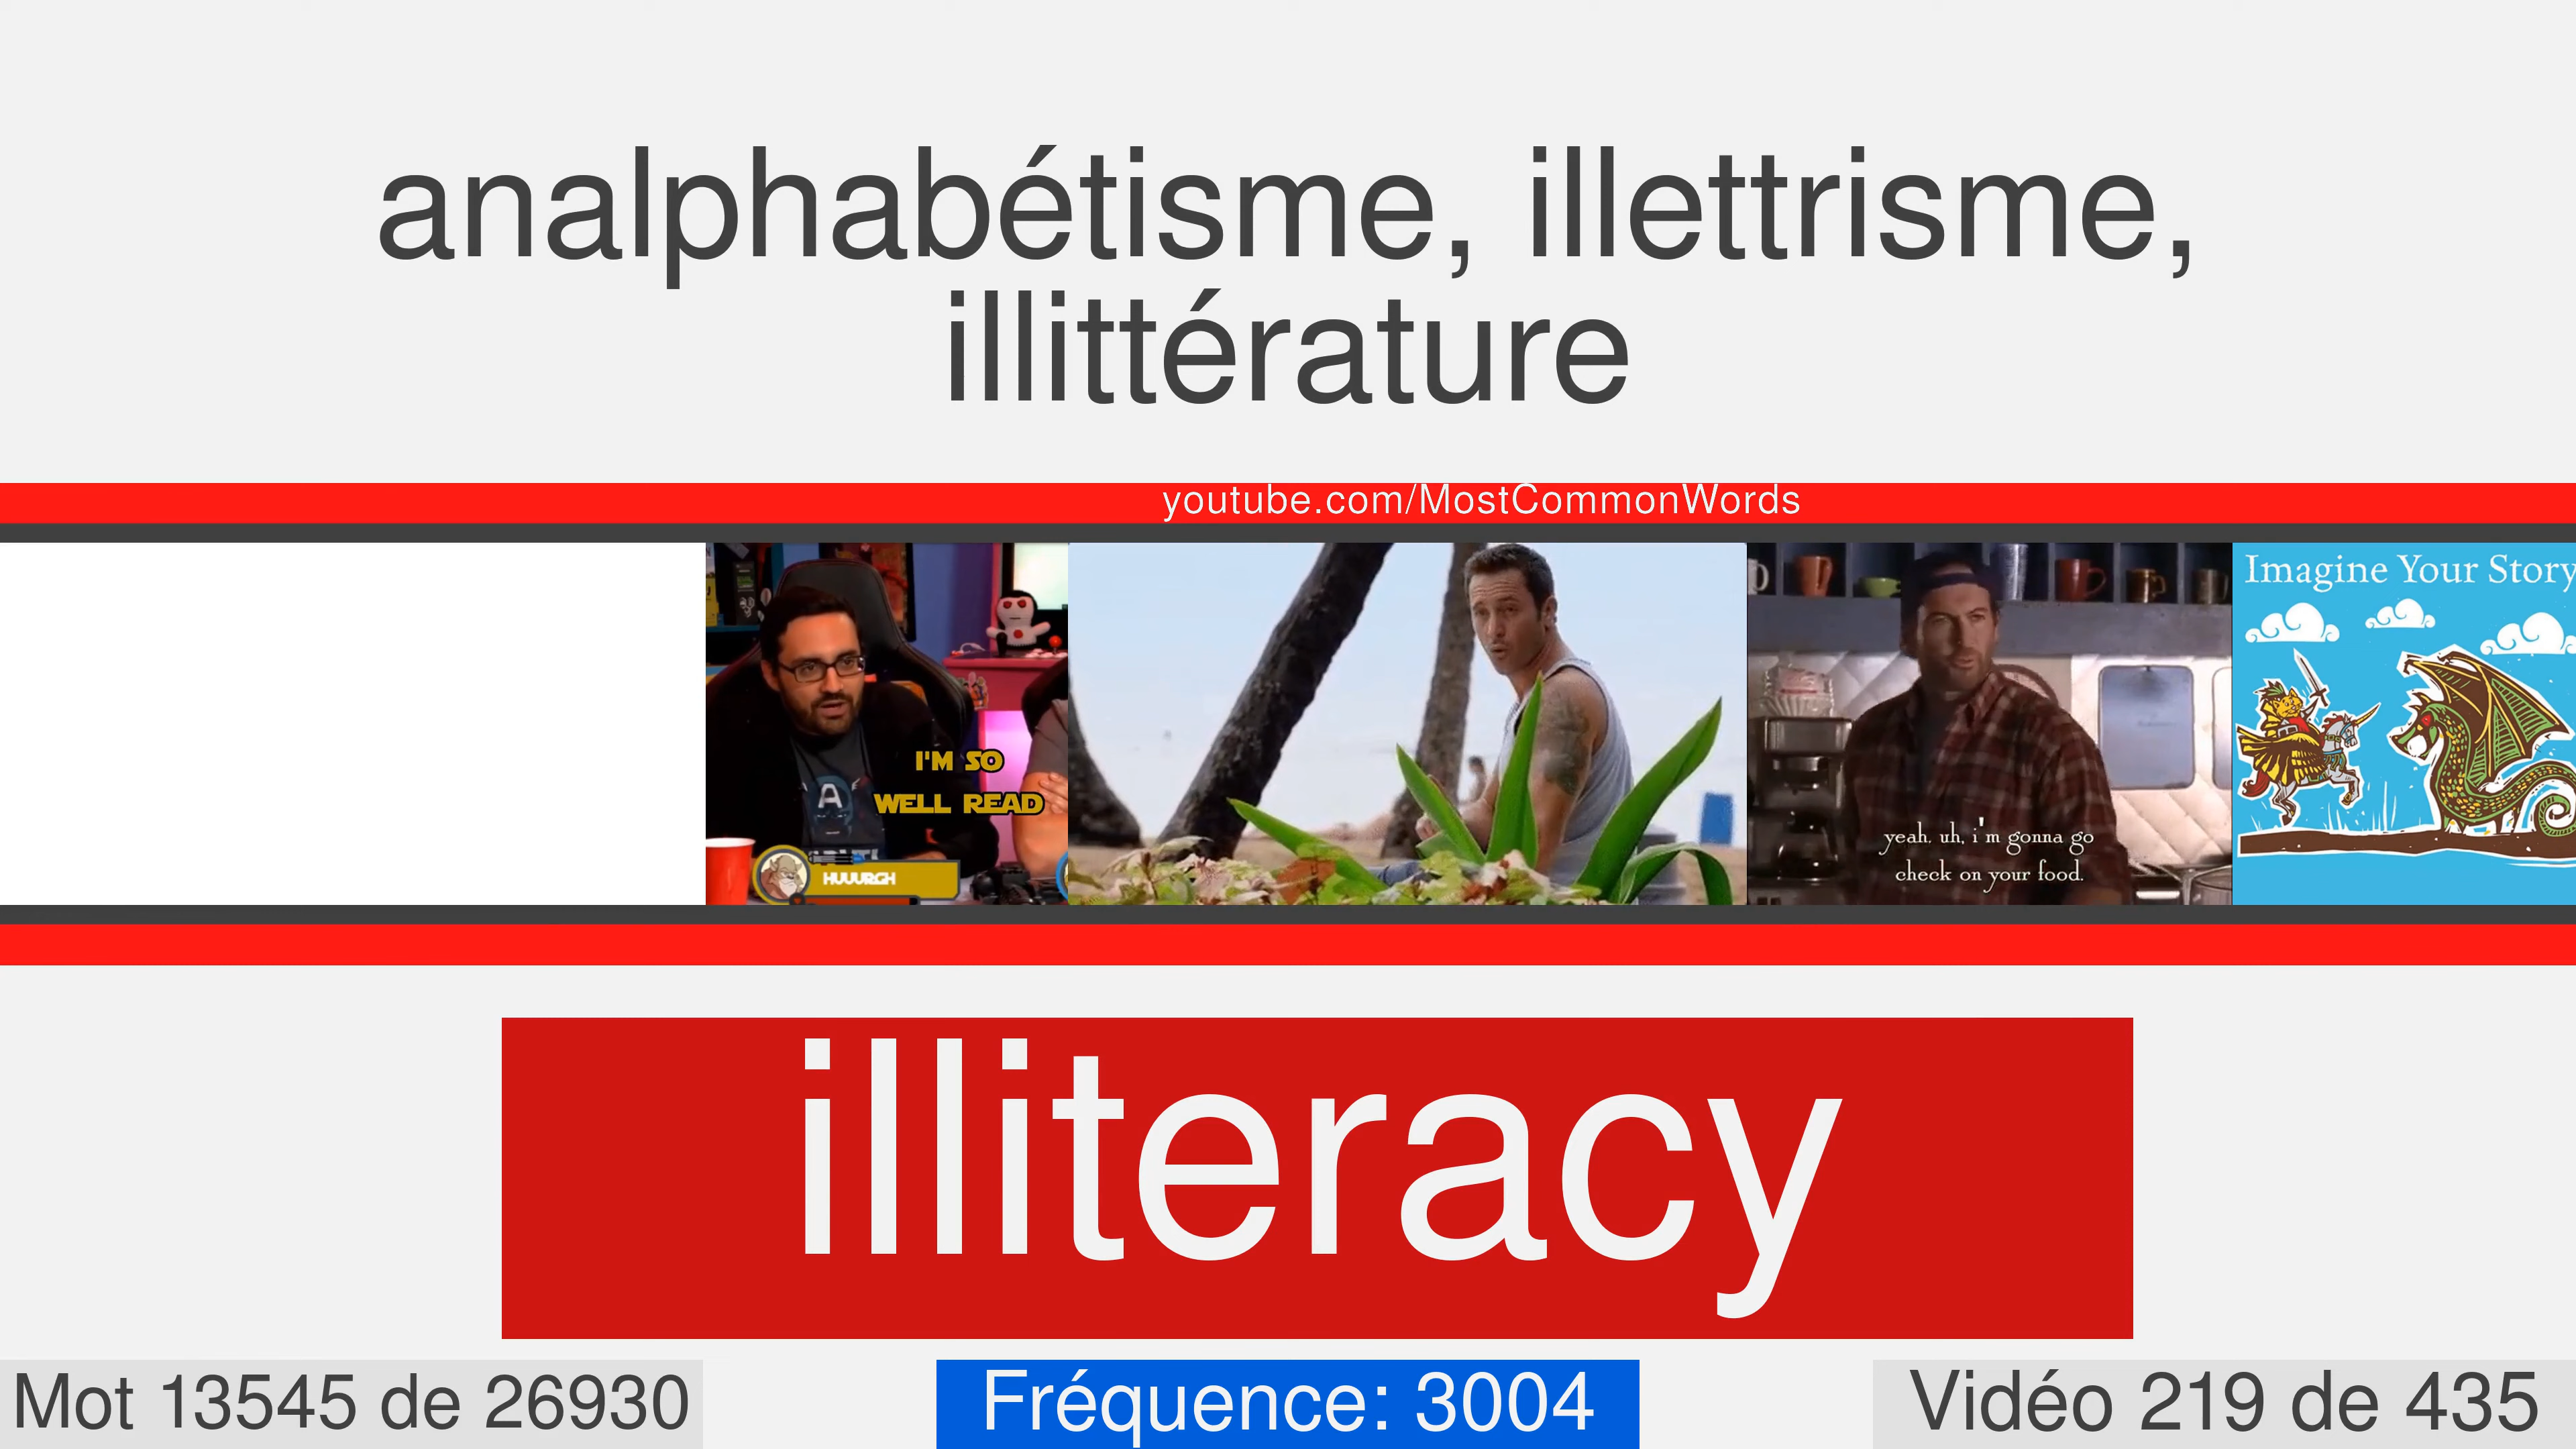 analphabétisme, illettrisme,
illittérature
youtube.com/MostCommonWords
I'M SO
WELL READ
HUUURGH
yeah. uh, i'm gonna go
check on your food.
Imagine Your Story
illiteracy
Mot 13545 de 26930
Fréquence: 3004
Vidéo 219 de 435